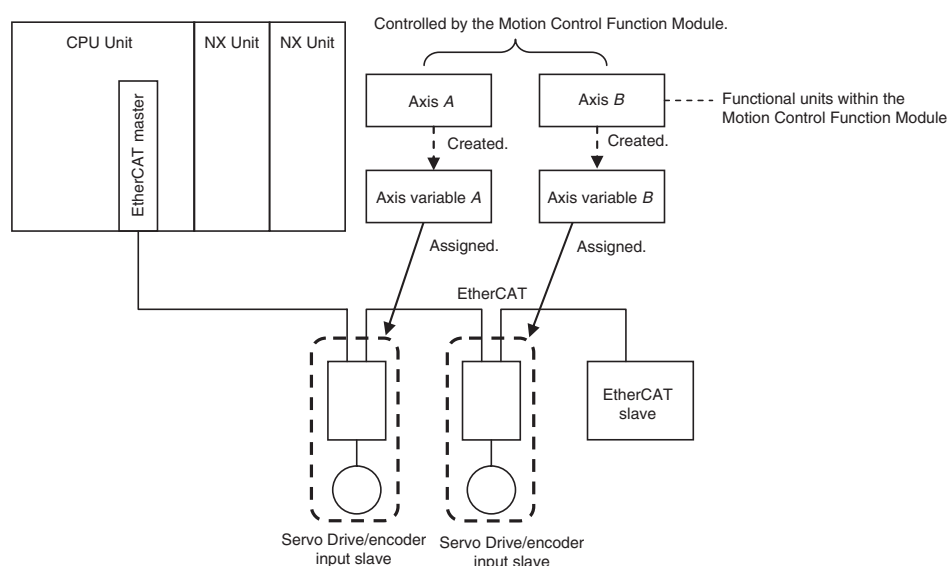 Controlled by the Motion Control Function Module.
CPU Unit
NX Unit
NX Unit
EtherCAT master
Axis A
Axis B
Functional units within the
Motion Control Function Module
Created.
Created.
Axis variable A
Axis variable B
Assigned.
Assigned.
EtherCAT
EtherCAT
slave
Servo Drive/encoder
input slave
Servo Drive/encoder
input slave